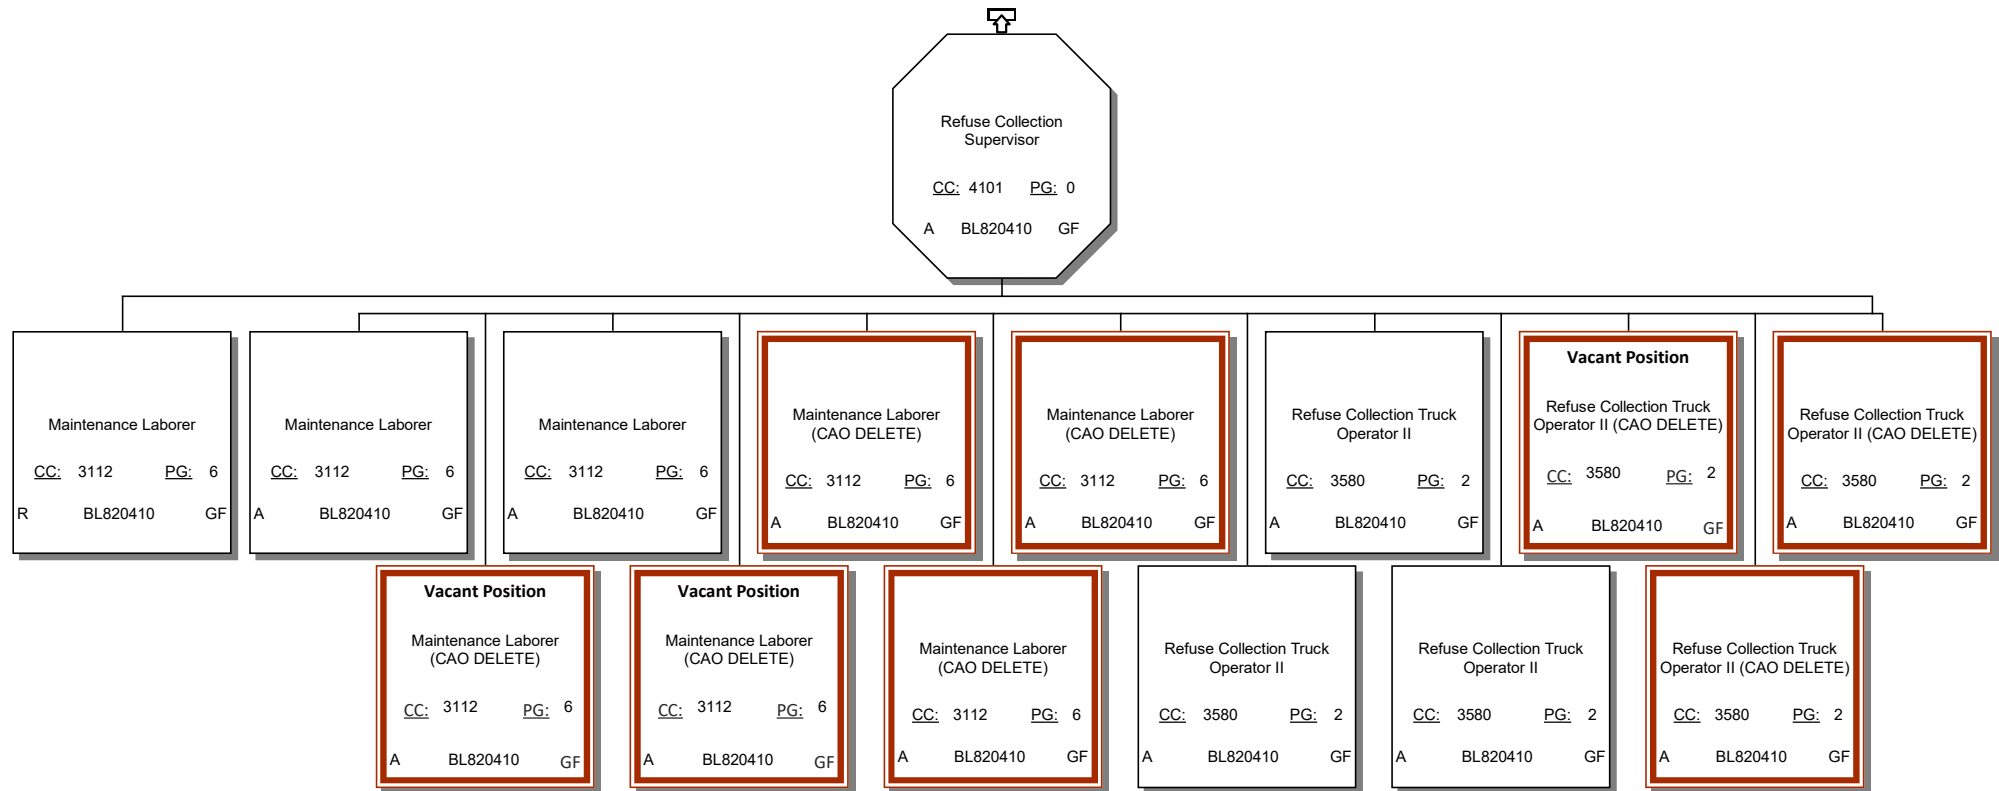 Refuse Collection
Supervisor
CC: 4101 PG: 0
A BL820410 GF
Maintenance Laborer
CC: 3112 PG: 6
R BL820410 GF
Maintenance Laborer
CC: 3112 PG: 6
A BL820410 GF
Maintenance Laborer
CC: 3112 PG: 6
A BL820410 GF
Maintenance Laborer
(CAO DELETE)
CC: 3112 PG: 6
A BL820410 GF
Maintenance Laborer
(CAO DELETE)
CC: 3112 PG: 6
A BL820410 GF
Refuse Collection Truck
Operator II
CC: 3580 PG: 2
A BL820410 GF
Vacant Position
Refuse Collection Truck
Operator II (CAO DELETE)
CC: 3580 PG: 2
A BL820410 GF
Refuse Collection Truck
Operator II (CAO DELETE)
CC: 3580 PG: 2
A BL820410 GF
Vacant Position
Maintenance Laborer
(CAO DELETE)
CC: 3112 PG: 6
A BL820410 GF
Vacant Position
Maintenance Laborer
(CAO DELETE)
CC: 3112 PG: 6
A BL820410 GF
Maintenance Laborer
(CAO DELETE)
CC: 3112 PG: 6
A BL820410 GF
Refuse Collection Truck
Operator II
CC: 3580 PG: 2
A BL820410 GF
Refuse Collection Truck
Operator II
CC: 3580 PG: 2
A BL820410 GF
Refuse Collection Truck
Operator II (CAO DELETE)
CC: 3580 PG: 2
A BL820410 GF